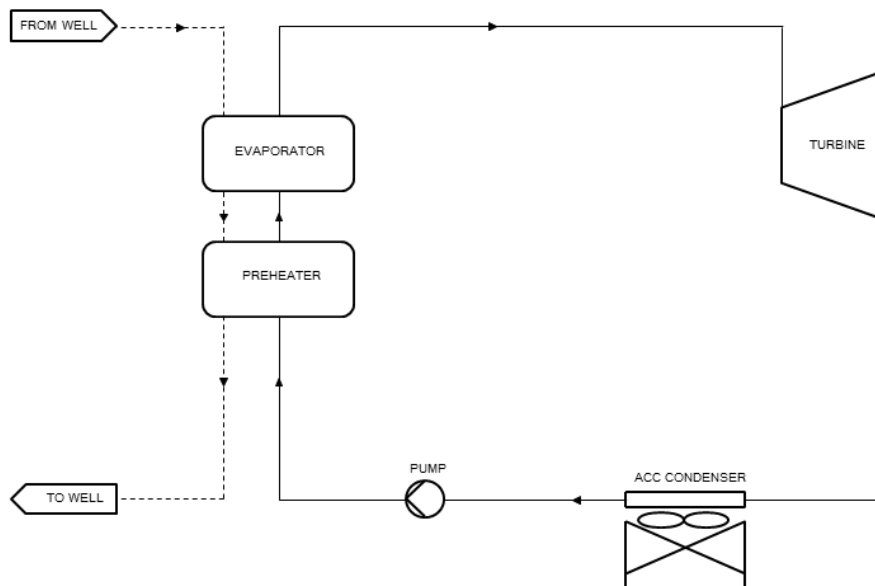 FROM WELL
EVAPORATOR
TURBINE
PREHEATER
PUMP
ACC CONDENSER
TO WELL